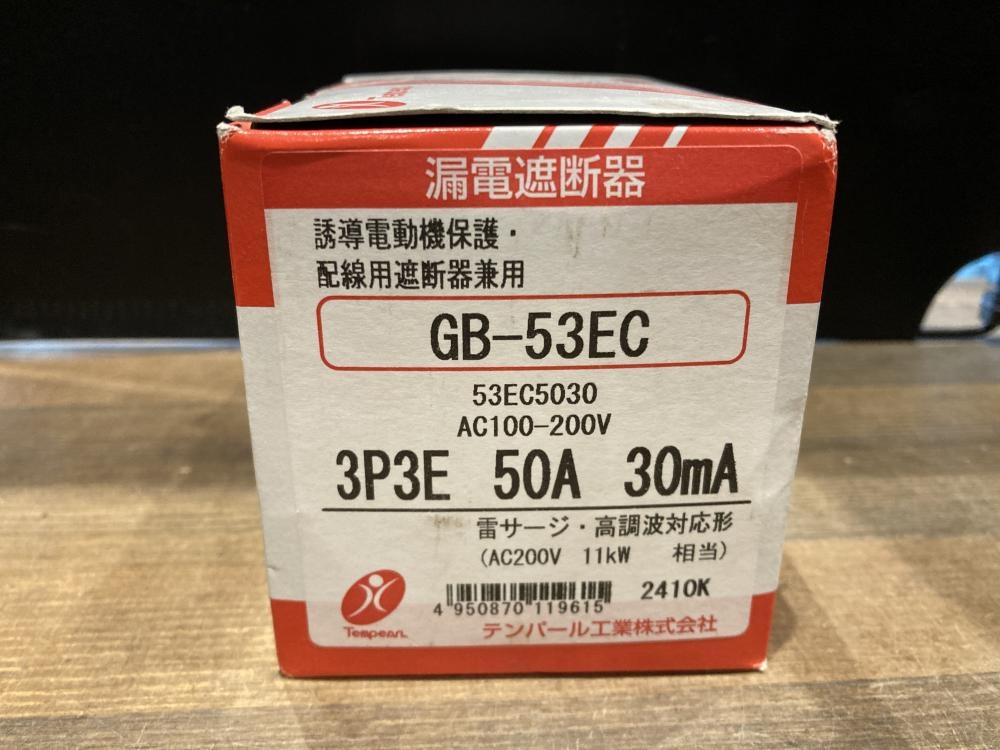 漏電遮断器
誘導電動機保護・
配線用遮断器兼用
GB-53EC
53EC5030
AC100-200V
3P3E 50A 30mA
雷サージ・高調波対応形
(AC200V 11kW 相当)
4 950870 119615
2410K
Tempearl
テンパール工業株式会社